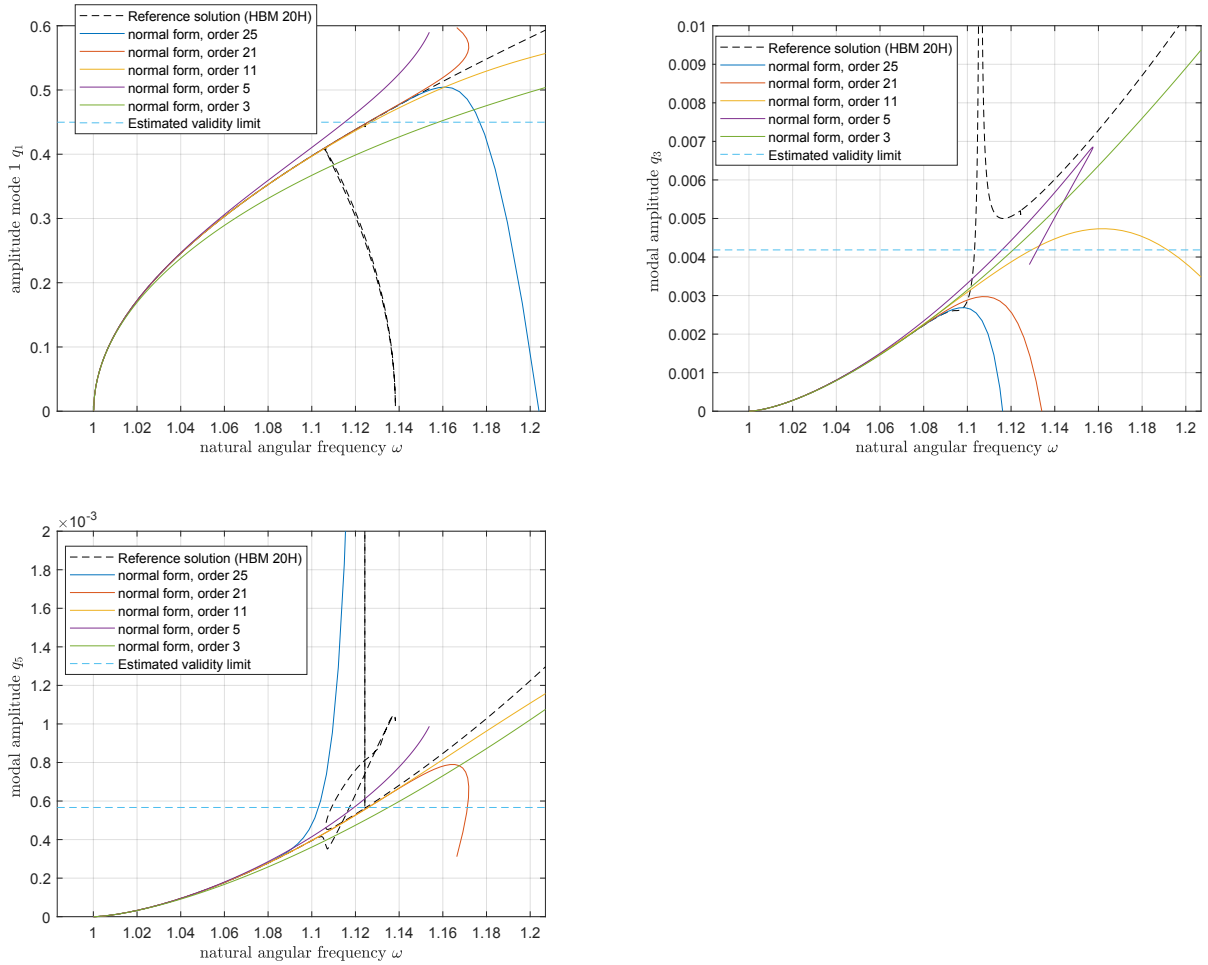 0.6
0.5
0.4
0.3
0.2
0.1
0
amplitude mode 1 q1
Reference solution (HBM 20H)
normal form, order 25
normal form, order 21
normal form, order 11
normal form, order 5
normal form, order 3
Estimated validity limit
1 1.02 1.04 1.06 1.08 1.10 1.12 1.14 1.16 1.18 1.2
natural angular frequency ω
0.01
0.009
0.008
0.007
0.006
0.005
0.004
0.003
0.002
0.001
0
modal amplitude q3
Reference solution (HBM 20H)
normal form, order 25
normal form, order 21
normal form, order 11
normal form, order 5
normal form, order 3
Estimated validity limit
1 1.02 1.04 1.06 1.08 1.10 1.12 1.14 1.16 1.18 1.2
natural angular frequency ω
×10-3
2
1.8
1.6
1.4
1.2
1
0.8
0.6
0.4
0.2
0
modal amplitude q5
Reference solution (HBM 20H)
normal form, order 25
normal form, order 21
normal form, order 11
normal form, order 5
normal form, order 3
Estimated validity limit
1 1.02 1.04 1.06 1.08 1.10 1.12 1.14 1.16 1.18 1.2
natural angular frequency ω